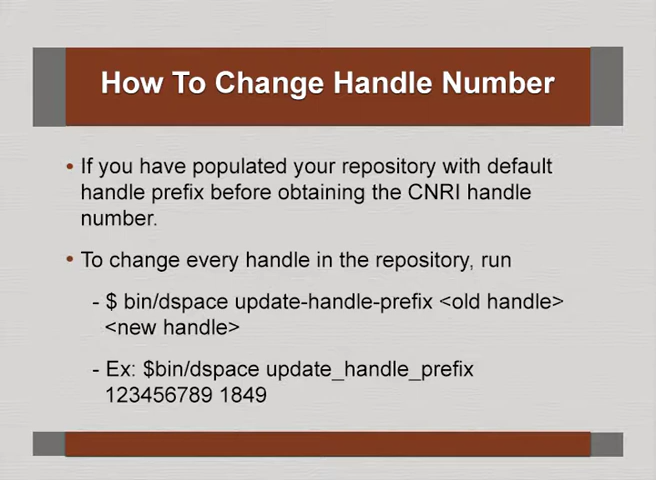 How To Change Handle Number
• If you have populated your repository with default
handle prefix before obtaining the CNRI handle
number.
• To change every handle in the repository, run
- $ bin/dspace update-handle-prefix <old handle>
<new handle>
- Ex: $bin/dspace update_handle_prefix
123456789 1849